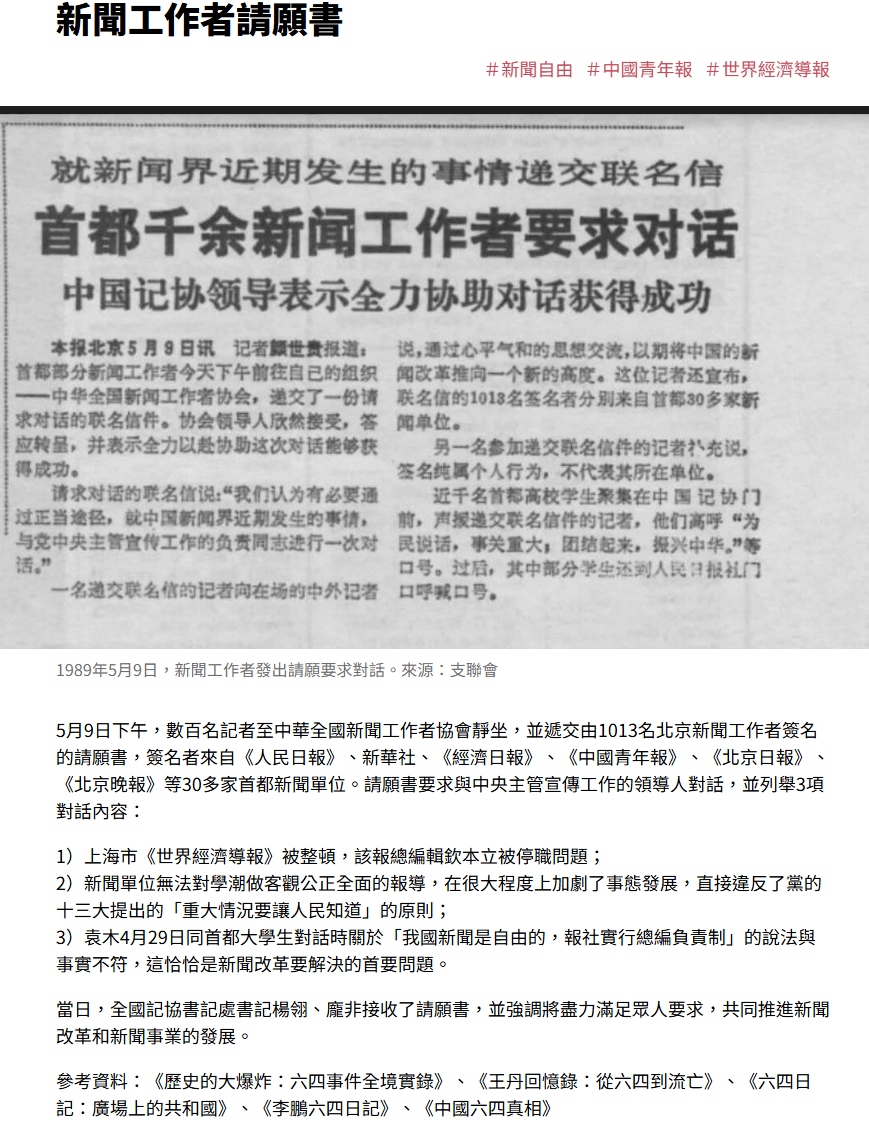 新聞工作者請願書
＃新聞自由 ＃中國青年報 ＃世界經濟導報
就新闻界近期发生的事情递交联名信
首都千余新闻工作者要求对话
中国记协领导表示全力协助对话获得成功
本报北京5月9日讯 记者顾世贵报道：
首都部分新闻工作者今天下午前往自己的组织
——中华全国新闻工作者协会，递交了一份请
求对话的联名信件。协会领导人欣然接受，答
应转呈，并表示全力以赴协助这次对话能够获
得成功。
请求对话的联名信说：“我们认为有必要通
过正当途径，就中国新闻界近期发生的事情，
与党中央主管宣传工作的负责同志进行一次对
话。”
一名递交联名信的记者向在场的中外记者
说，通过心平气和的思想交流，以期将中国的新
闻改革推向一个新的高度。这位记者还宣布，
联名信的1013名签名者分别来自首都30多家新
闻单位。
另一名参加递交联名信件的记者补充说，
签名纯属个人行为，不代表其所在单位。
近千名首都高校学生聚集在中国记协门
前，声援递交联名信件的记者，他们高呼“为
民说话，事关重大；团结起来，振兴中华。”等
口号。过后，其中部分学生还到人民日报社门
口呼喊口号。
1989年5月9日，新聞工作者發出請願要求對話。來源：支聯會
5月9日下午，數百名記者至中華全國新聞工作者協會靜坐，並遞交由1013名北京新聞工作者簽名
的請願書，簽名者來自《人民日報》、新華社、《經濟日報》、《中國青年報》、《北京日報》、
《北京晚報》等30多家首都新聞單位。請願書要求與中央主管宣傳工作的領導人對話，並列舉3項
對話內容：
1）上海市《世界經濟導報》被整頓，該報總編輯欽本立被停職問題；
2）新聞單位無法對學潮做客觀公正全面的報導，在很大程度上加劇了事態發展，直接違反了黨的
十三大提出的「重大情況要讓人民知道」的原則；
3）袁木4月29日同首都大學生對話時關於「我國新聞是自由的，報社實行總編負責制」的說法與
事實不符，這恰恰是新聞改革要解決的首要問題。
當日，全國記協書記處書記楊翎、龐非接收了請願書，並強調將盡力滿足眾人要求，共同推進新聞
改革和新聞事業的發展。
參考資料：《歷史的大爆炸：六四事件全境實錄》、《王丹回憶錄：從六四到流亡》、《六四日
記：廣場上的共和國》、《李鵬六四日記》、《中國六四真相》